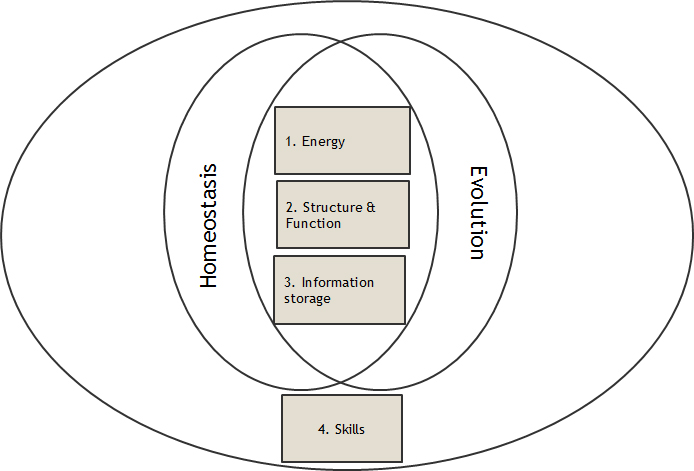 1. Energy
Homeostasis
Evolution
2. Structure &
Function
3. Information
storage
4. Skills